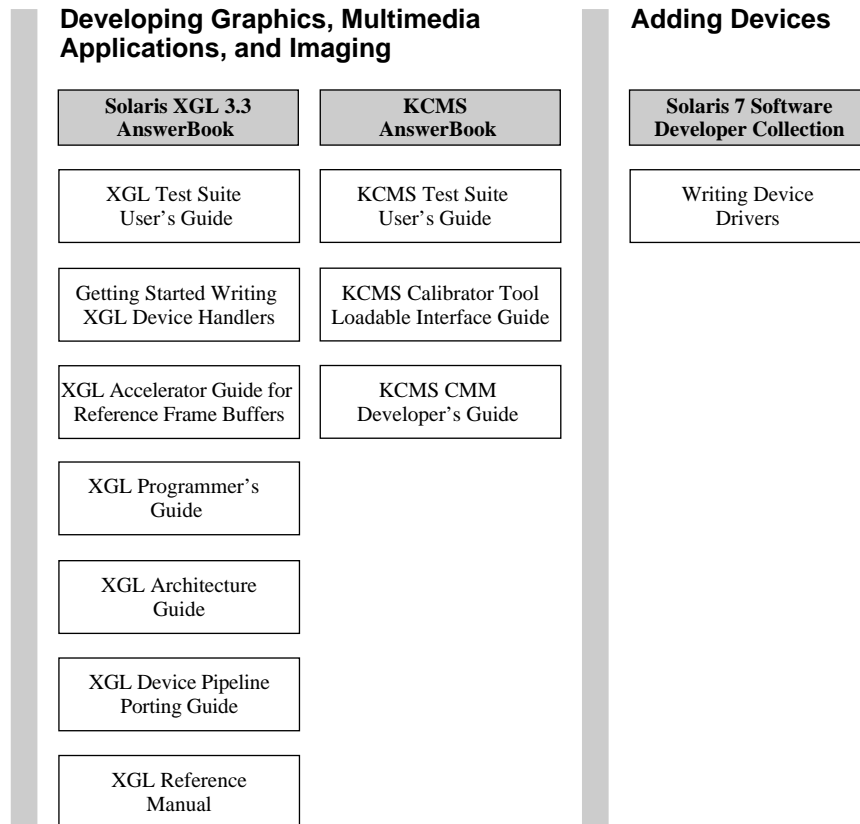 Developing Graphics, Multimedia
Applications, and Imaging
Solaris XGL 3.3
AnswerBook
XGL Test Suite
User's Guide
Getting Started Writing
XGL Device Handlers
XGL Accelerator Guide for
Reference Frame Buffers
XGL Programmer's
Guide
XGL Architecture
Guide
XGL Device Pipeline
Porting Guide
XGL Reference
Manual
KCMS
AnswerBook
KCMS Test Suite
User's Guide
KCMS Calibrator Tool
Loadable Interface Guide
KCMS CMM
Developer's Guide
Adding Devices
Solaris 7 Software
Developer Collection
Writing Device
Drivers